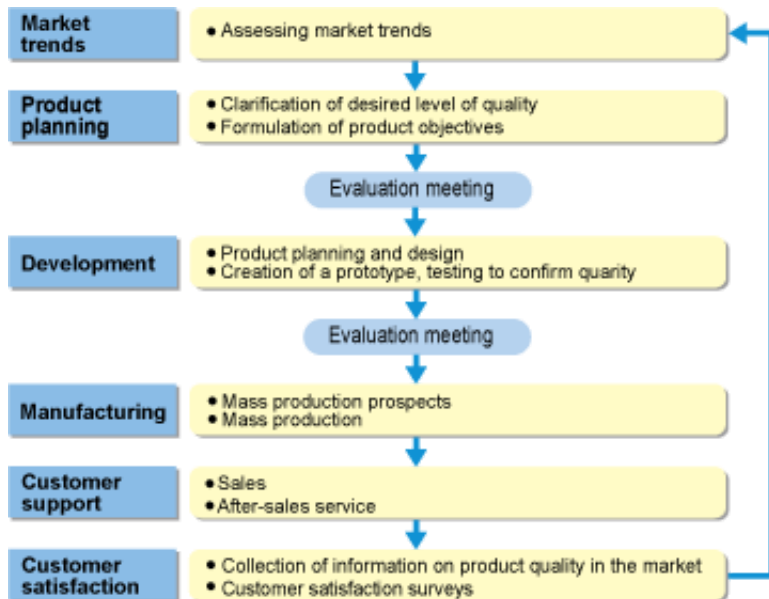 Market
trends
• Assessing market trends
Product
planning
• Clarification of desired level of quality
• Formulation of product objectives
Evaluation meeting
Development
• Product planning and design
• Creation of a prototype, testing to confirm quarity
Evaluation meeting
Manufacturing
• Mass production prospects
• Mass production
Customer
support
• Sales
• After-sales service
Customer
satisfaction
• Collection of information on product quality in the market
• Customer satisfaction surveys